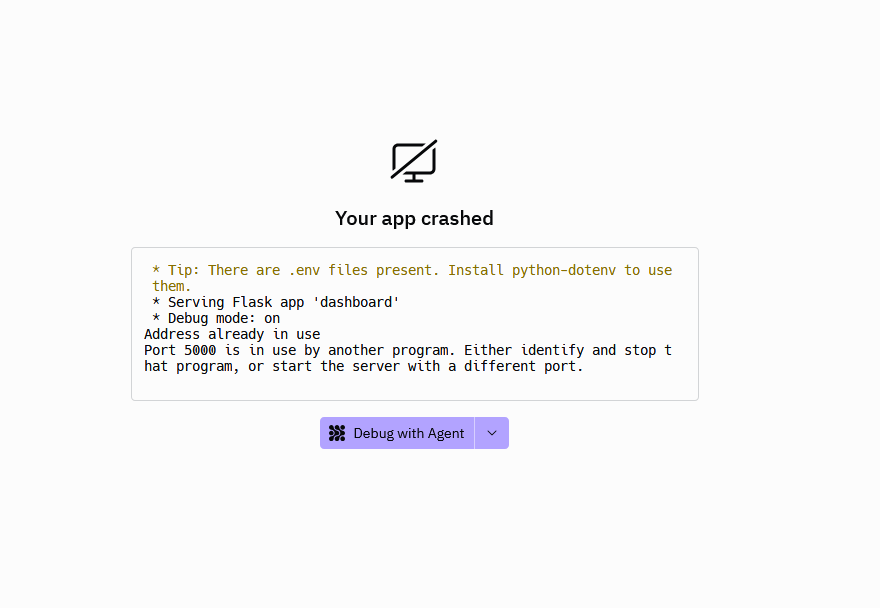 Your app crashed
* Tip: There are .env files present. Install python-dotenv to use
them.
* Serving Flask app 'dashboard'
* Debug mode: on
Address already in use
Port 5000 is in use by another program. Either identify and stop t
hat program, or start the server with a different port.
Debug with Agent